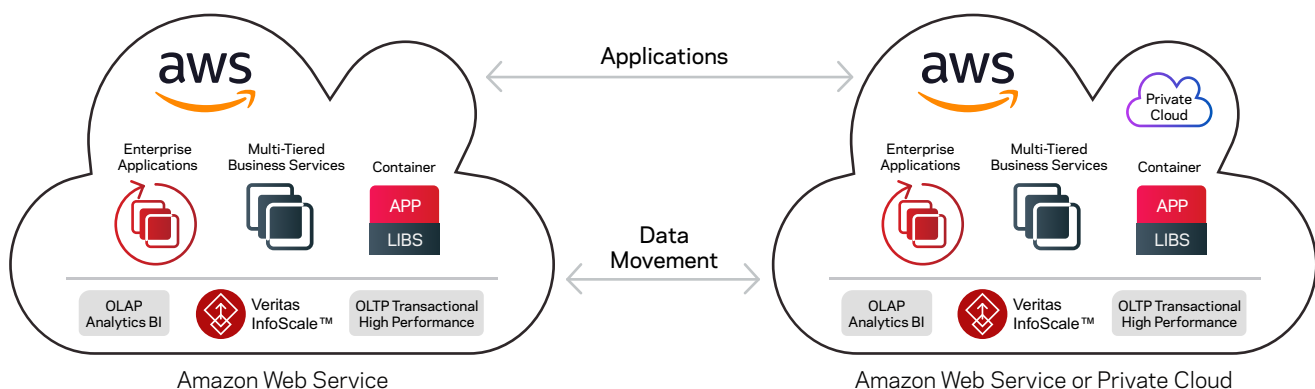 aws
Enterprise
Applications
Multi-Tiered
Business Services
Container
APP
LIBS
OLAP
Analytics BI
Veritas
InfoScale™
OLTP Transactional
High Performance
Amazon Web Service
Applications
Data
Movement
aws
Private
Cloud
Enterprise
Applications
Multi-Tiered
Business Services
Container
APP
LIBS
OLAP
Analytics BI
Veritas
InfoScale™
OLTP Transactional
High Performance
Amazon Web Service or Private Cloud